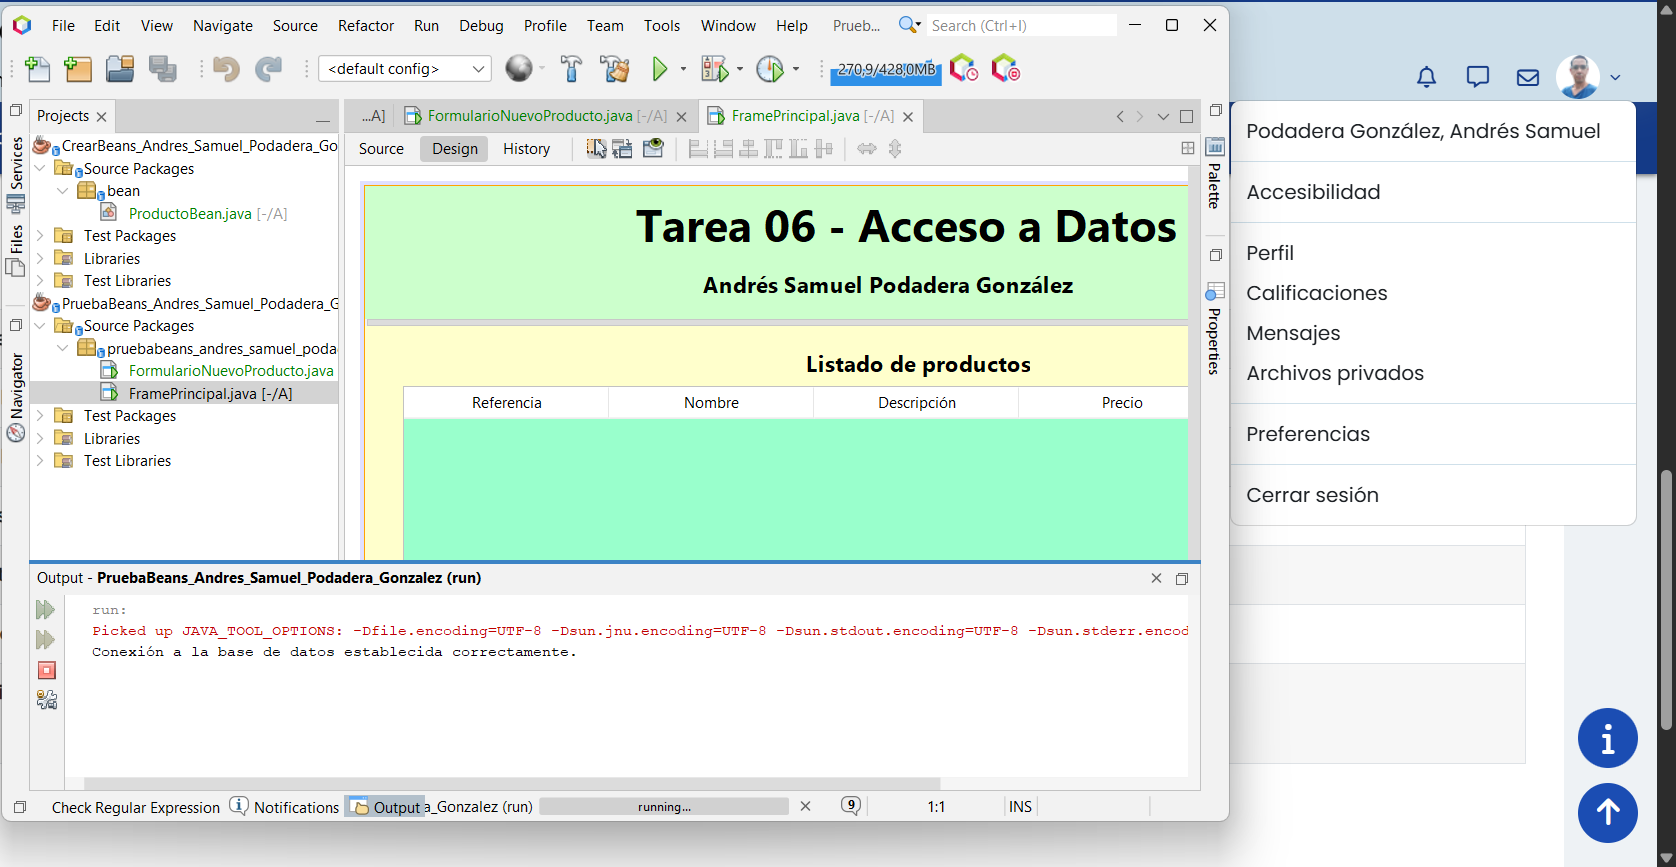 File Edit View Navigate Source Refactor Run Debug Profile Team Tools Window Help Prueb... Search (Ctrl+I)
<default config> 270,9/428,0MB
Projects
...A] FormularioNuevoProducto.java [-/A] FramePrincipal.java [-/A]
Source Design History
Services
Files
Navigator
CrearBeans_Andres_Samuel_Podadera_Go
Source Packages
bean
ProductoBean.java [-/A]
Test Packages
Libraries
Test Libraries
PruebaBeans_Andres_Samuel_Podadera_G
Source Packages
pruebabeans_andres_samuel_poda
FormularioNuevoProducto.java
FramePrincipal.java [-/A]
Test Packages
Libraries
Test Libraries
Tarea 06 - Acceso a Datos
Andrés Samuel Podadera González
Listado de productos
Referencia Nombre Descripción Precio
Palette
Properties
Output - PruebaBeans_Andres_Samuel_Podadera_Gonzalez (run)
run:
Picked up JAVA_TOOL_OPTIONS: -Dfile.encoding=UTF-8 -Dsun.jnu.encoding=UTF-8 -Dsun.stdout.encoding=UTF-8 -Dsun.stderr.encod
Conexión a la base de datos establecida correctamente.
Check Regular Expression Notifications Output a_Gonzalez (run) running... 9 1:1 INS
Podadera González, Andrés Samuel
Accesibilidad
Perfil
Calificaciones
Mensajes
Archivos privados
Preferencias
Cerrar sesión